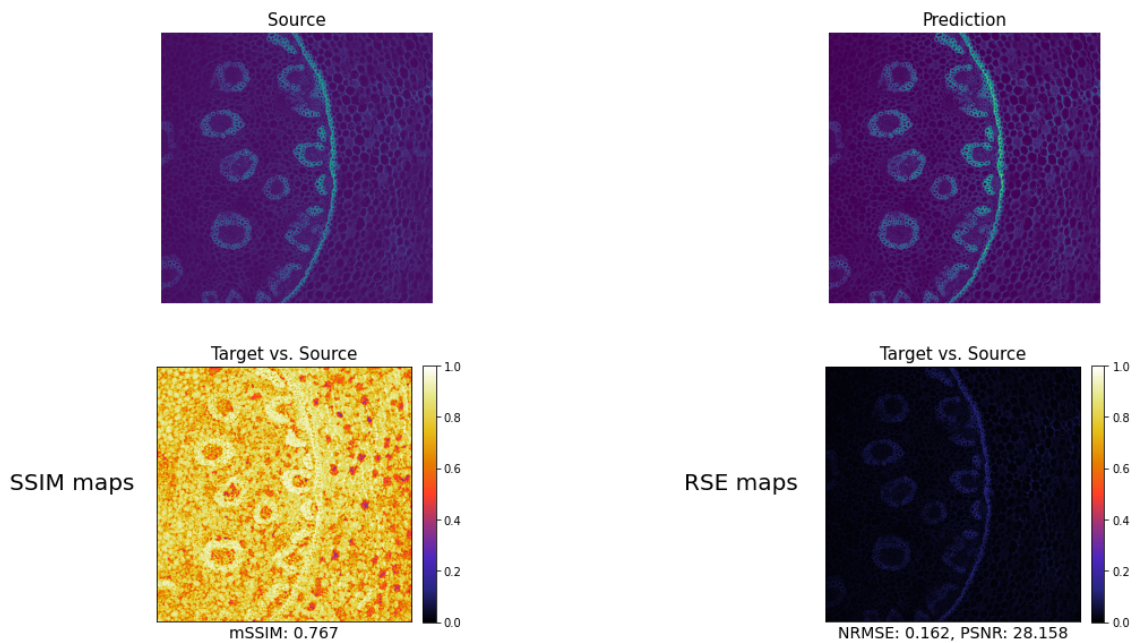 Source
Prediction
Target vs. Source
1.0
0.8
0.6
0.4
0.2
0.0
SSIM maps
mSSIM: 0.767
Target vs. Source
1.0
0.8
0.6
0.4
0.2
0.0
RSE maps
NRMSE: 0.162, PSNR: 28.158